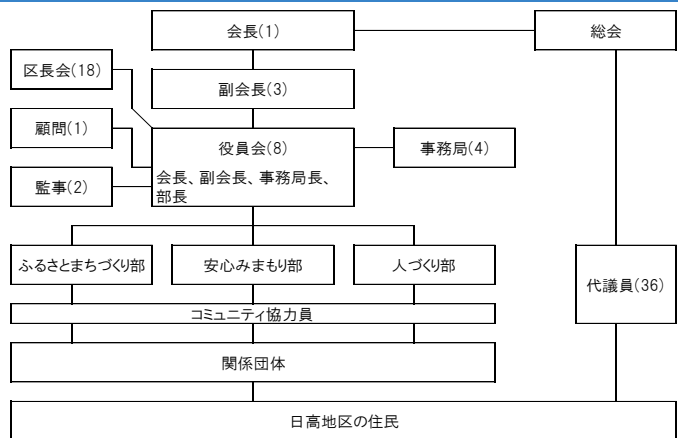 会長(1)
総会
区長会(18)
副会長(3)
顧問(1)
役員会(8)
会長、副会長、事務局長、
部長
事務局(4)
監事(2)
ふるさとまちづくり部
安心みまもり部
人づくり部
代議員(36)
コミュニティ協力員
関係団体
日高地区の住民